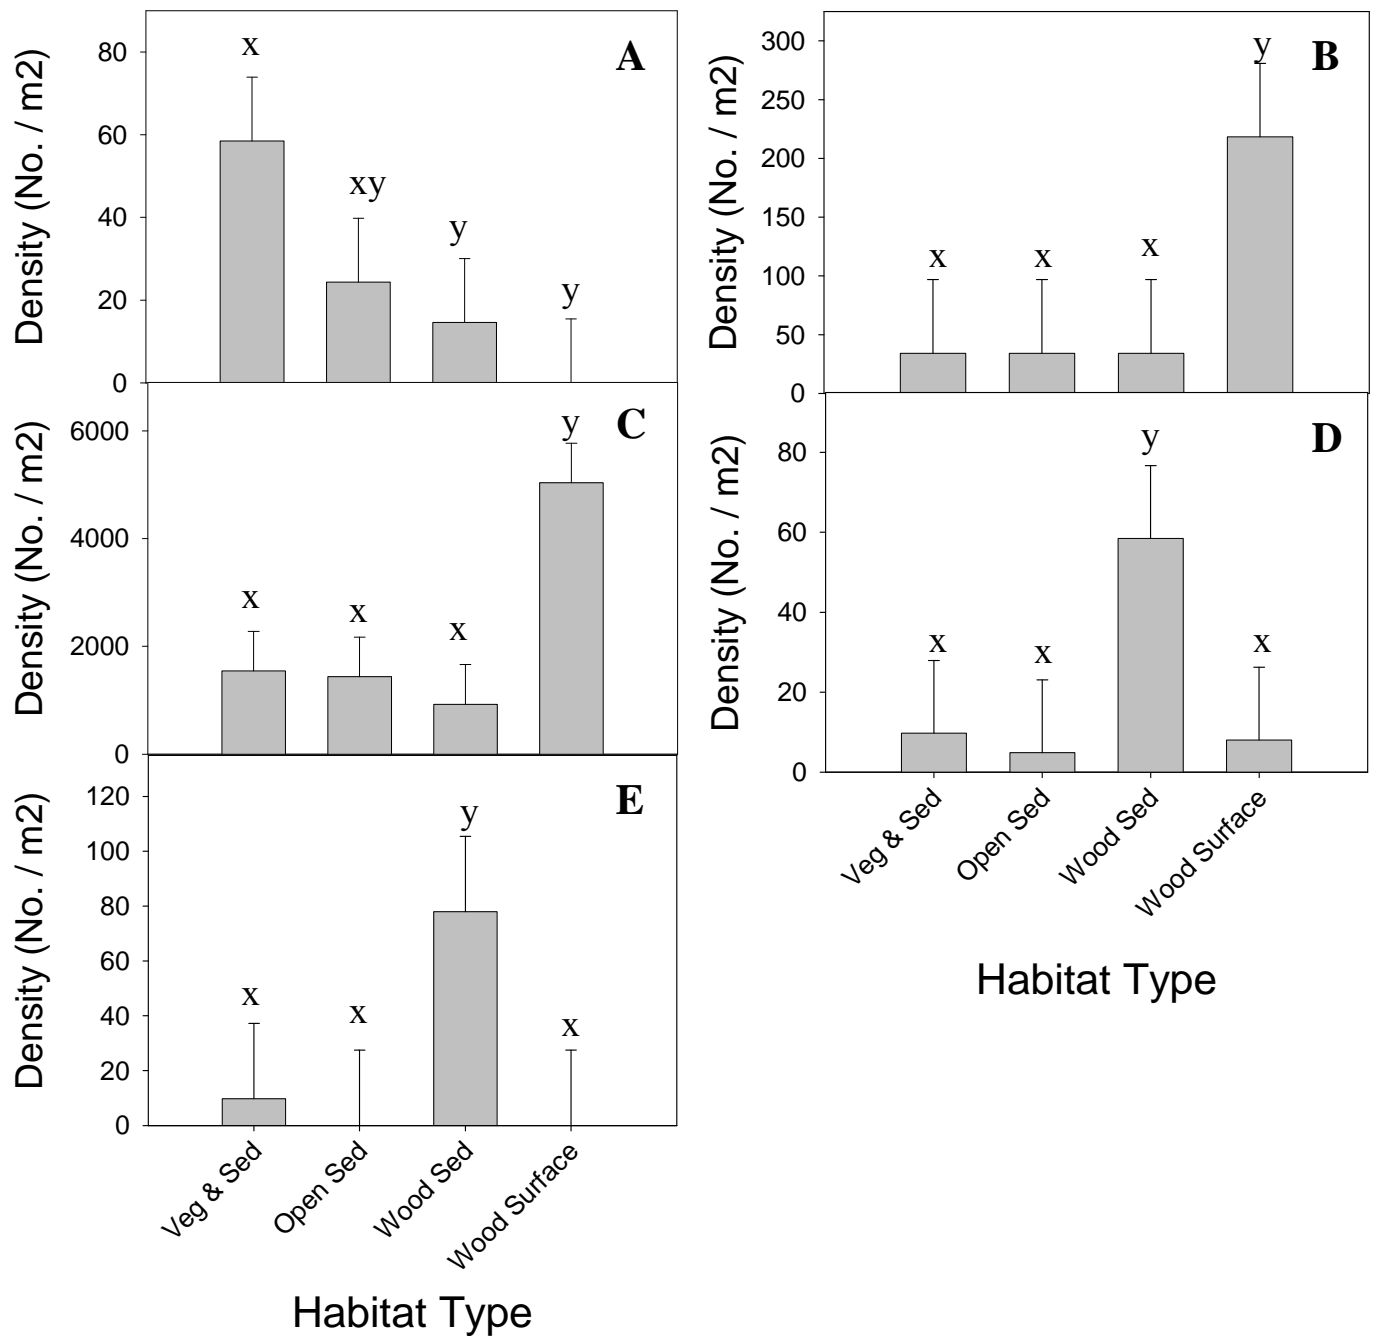 A
Density (No. / m2)
80
60
40
20
0
x
xy
y
y
B
Density (No. / m2)
300
250
200
150
100
50
0
x
x
x
y
C
Density (No. / m2)
6000
4000
2000
0
x
x
x
y
D
Density (No. / m2)
80
60
40
20
0
x
x
y
x
Veg & Sed
Open Sed
Wood Sed
Wood Surface
Habitat Type
E
Density (No. / m2)
120
100
80
60
40
20
0
x
x
y
x
Veg & Sed
Open Sed
Wood Sed
Wood Surface
Habitat Type